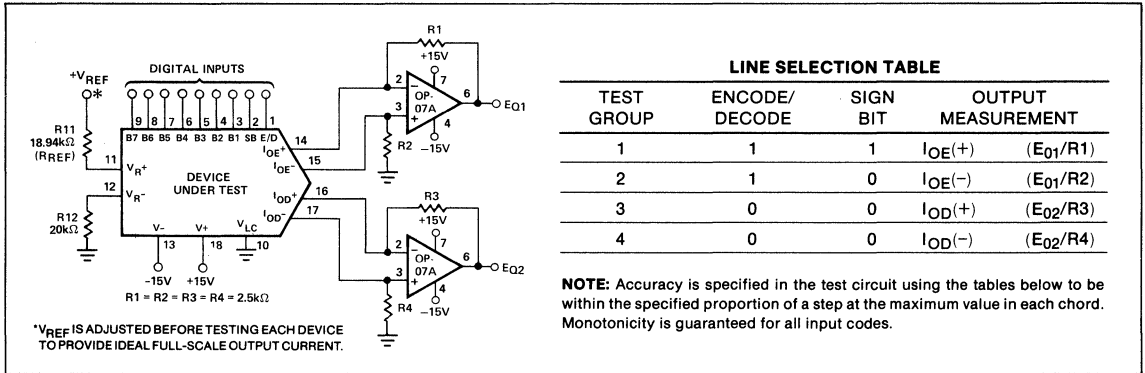 +VREF
*
DIGITAL INPUTS
R11
18.94kΩ
(RREF)
9 8 7 6 5 4 3 2 1
B7 B6 B5 B4 B3 B2 B1 SB E/D
11
VR+
12
VR−
R12
20kΩ
DEVICE
UNDER TEST
IOE+
14
IOE−
15
IOD+
16
IOD−
17
V−
V+
VLC
13
18
10
−15V
+15V
R1 = R2 = R3 = R4 = 2.5kΩ
*VREF IS ADJUSTED BEFORE TESTING EACH DEVICE
TO PROVIDE IDEAL FULL-SCALE OUTPUT CURRENT.
R1
+15V
2
7
OP-
07A
6
EO1
3
4
R2
−15V
R3
+15V
2
7
OP-
07A
6
EO2
3
4
R4
−15V
LINE SELECTION TABLE
TEST GROUP ENCODE/DECODE SIGN BIT OUTPUT MEASUREMENT
1 1 1 IOE(+) (E01/R1)
2 1 0 IOE(−) (E01/R2)
3 0 0 IOD(+) (E02/R3)
4 0 0 IOD(−) (E02/R4)
NOTE: Accuracy is specified in the test circuit using the tables below to be
within the specified proportion of a step at the maximum value in each chord.
Monotonicity is guaranteed for all input codes.